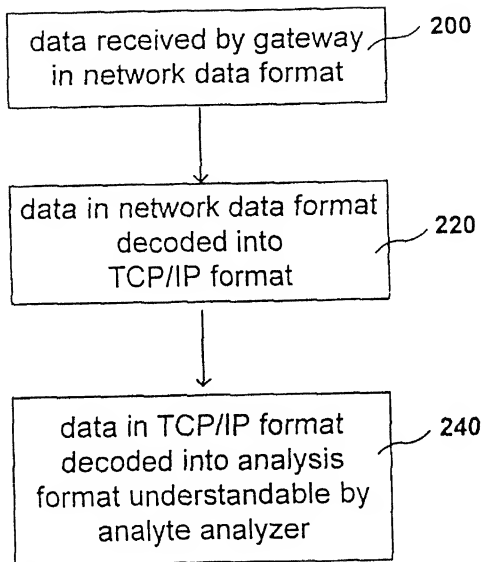 data received by gateway
in network data format
200
data in network data format
decoded into
TCP/IP format
220
data in TCP/IP format
decoded into analysis
format understandable by
analyte analyzer
240